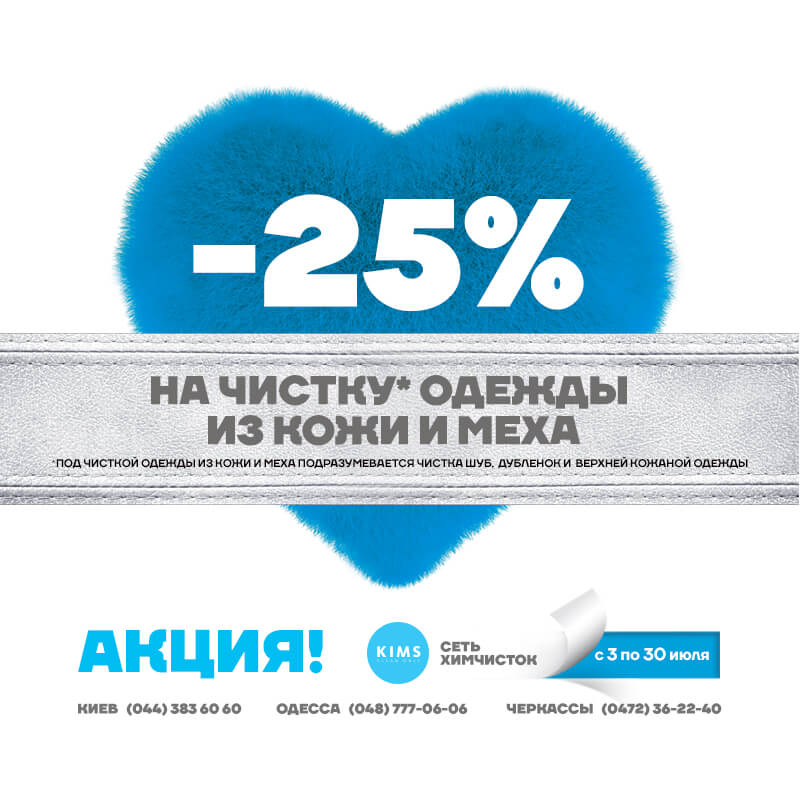 -25%
НА ЧИСТКУ* ОДЕЖДЫ
ИЗ КОЖИ И МЕХА
*ПОД ЧИСТКОЙ ОДЕЖДЫ ИЗ КОЖИ И МЕХА ПОДРАЗУМЕВАЕТСЯ ЧИСТКА ШУБ, ДУБЛЕНОК И ВЕРХНЕЙ КОЖАНОЙ ОДЕЖДЫ
АКЦИЯ!
KIMS
CLEAN ONLY
СЕТЬ
ХИМЧИСТОК
с 3 по 30 июля
КИЕВ (044) 383 60 60 ОДЕССА (048) 777-06-06 ЧЕРКАССЫ (0472) 36-22-40